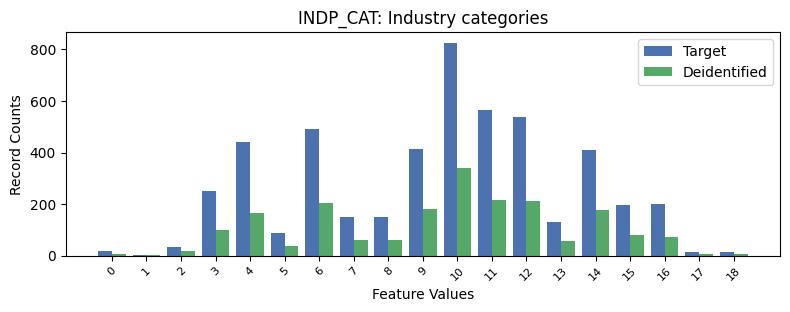 INDP_CAT: Industry categories
Target
Deidentified
Record Counts
800
600
400
200
0
0 1 2 3 4 5 6 7 8 9 10 11 12 13 14 15 16 17 18
Feature Values